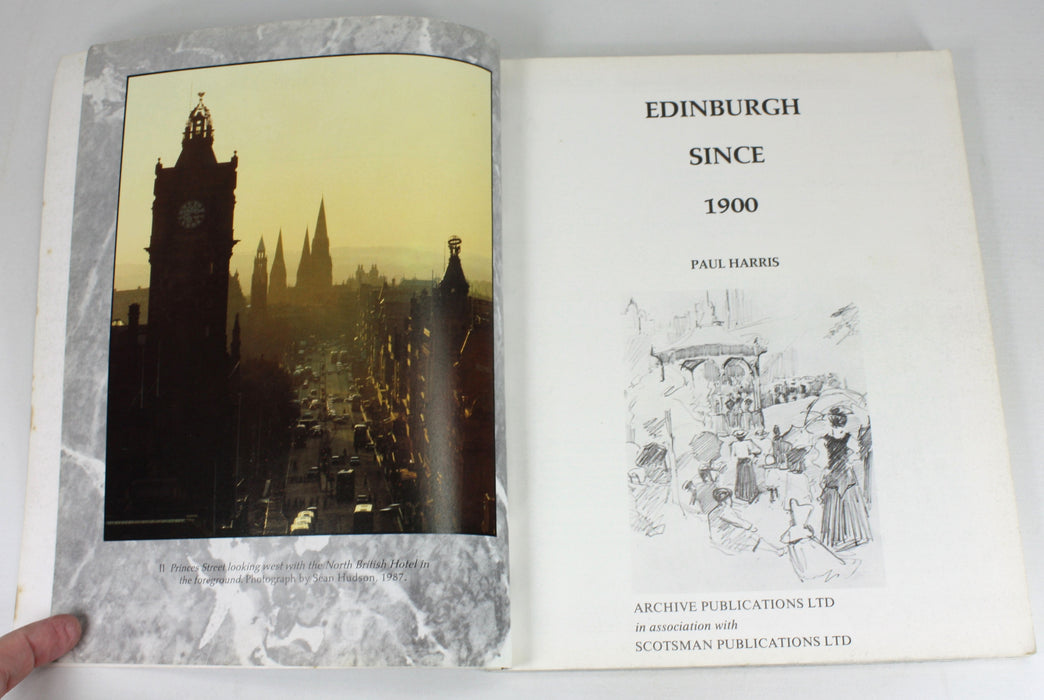 II Princes Street looking west with the North British Hotel in
the foreground. Photograph by Sean Hudson, 1987.
EDINBURGH
SINCE
1900
PAUL HARRIS
ARCHIVE PUBLICATIONS LTD
in association with
SCOTSMAN PUBLICATIONS LTD